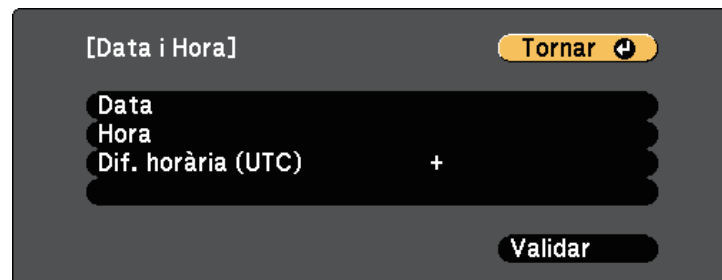 [Data i Hora] Tornar
Data
Hora
Dif. horària (UTC) +
Validar